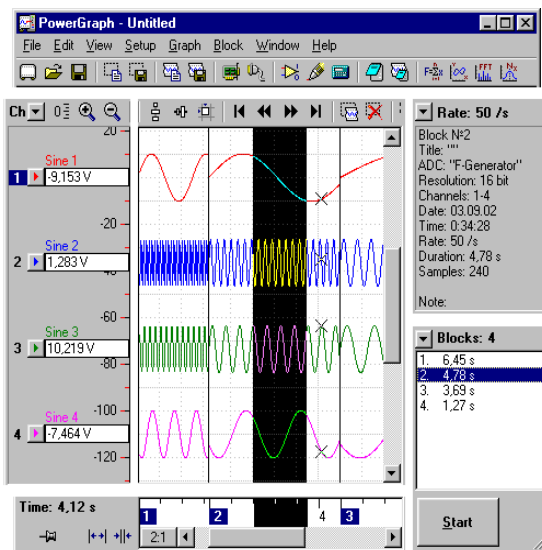 PowerGraph - Untitled
File Edit View Setup Graph Block Window Help
Ch
Rate: 50 /s
Block Nº2
Title: ""
ADC: "F-Generator"
Resolution: 16 bit
Channels: 1-4
Date: 03.09.02
Time: 0:34:28
Rate: 50 /s
Duration: 4,78 s
Samples: 240
Note:
20
Sine 1
1 -9,153 V
-20
Sine 2
2 1,283 V
-40
-60
Sine 3
3 10,219 V
-80
-100
Sine 4
4 -7,464 V
-120
Blocks: 4
1. 6,45 s
2. 4,78 s
3. 3,69 s
4. 1,27 s
Time: 4,12 s
1 2 4 3
2:1
Start